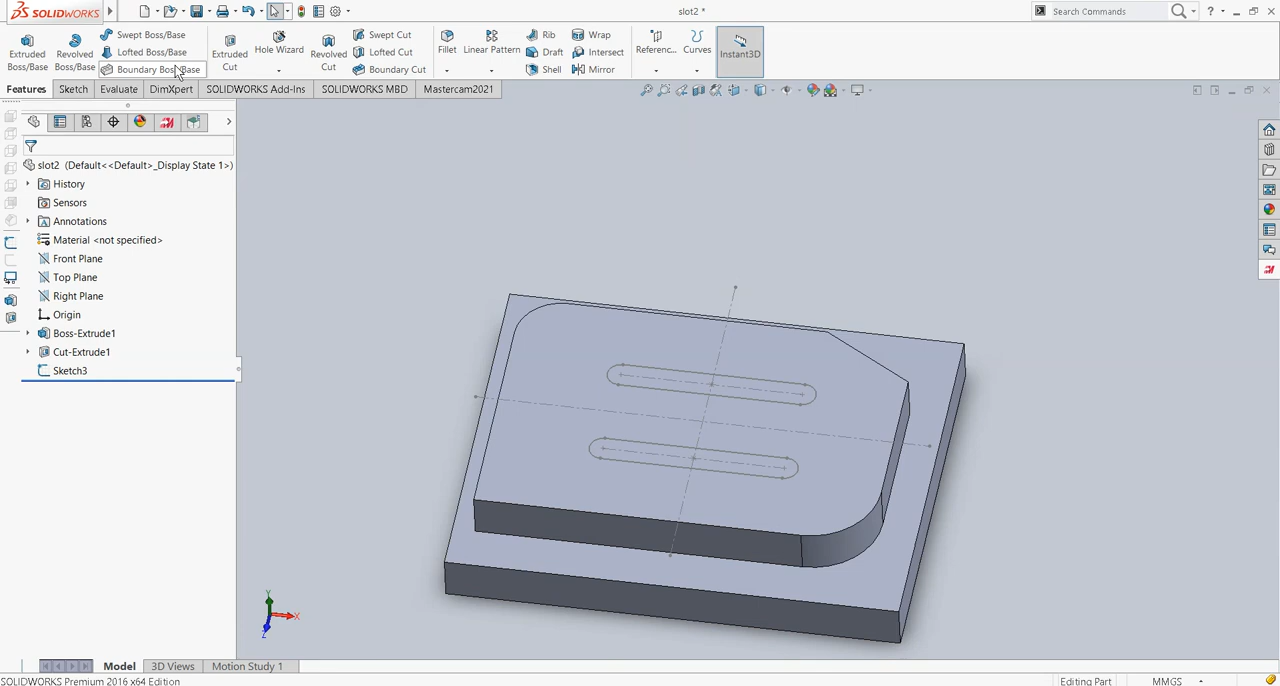 SOLIDWORKS
slot2 *
Search Commands
?
Extruded Boss/Base
Revolved Boss/Base
Swept Boss/Base
Lofted Boss/Base
Boundary Boss/Base
Extruded Cut
Hole Wizard
Revolved Cut
Swept Cut
Lofted Cut
Boundary Cut
Fillet
Linear Pattern
Rib
Draft
Shell
Wrap
Intersect
Mirror
Referenc...
Curves
Instant3D
Features
Sketch
Evaluate
DimXpert
SOLIDWORKS Add-Ins
SOLIDWORKS MBD
Mastercam2021
slot2 (Default<<Default>_Display State 1>)
History
Sensors
Annotations
Material <not specified>
Front Plane
Top Plane
Right Plane
Origin
Boss-Extrude1
Cut-Extrude1
Sketch3
Y
X
Z
Model
3D Views
Motion Study 1
SOLIDWORKS Premium 2016 x64 Edition
Editing Part
MMGS